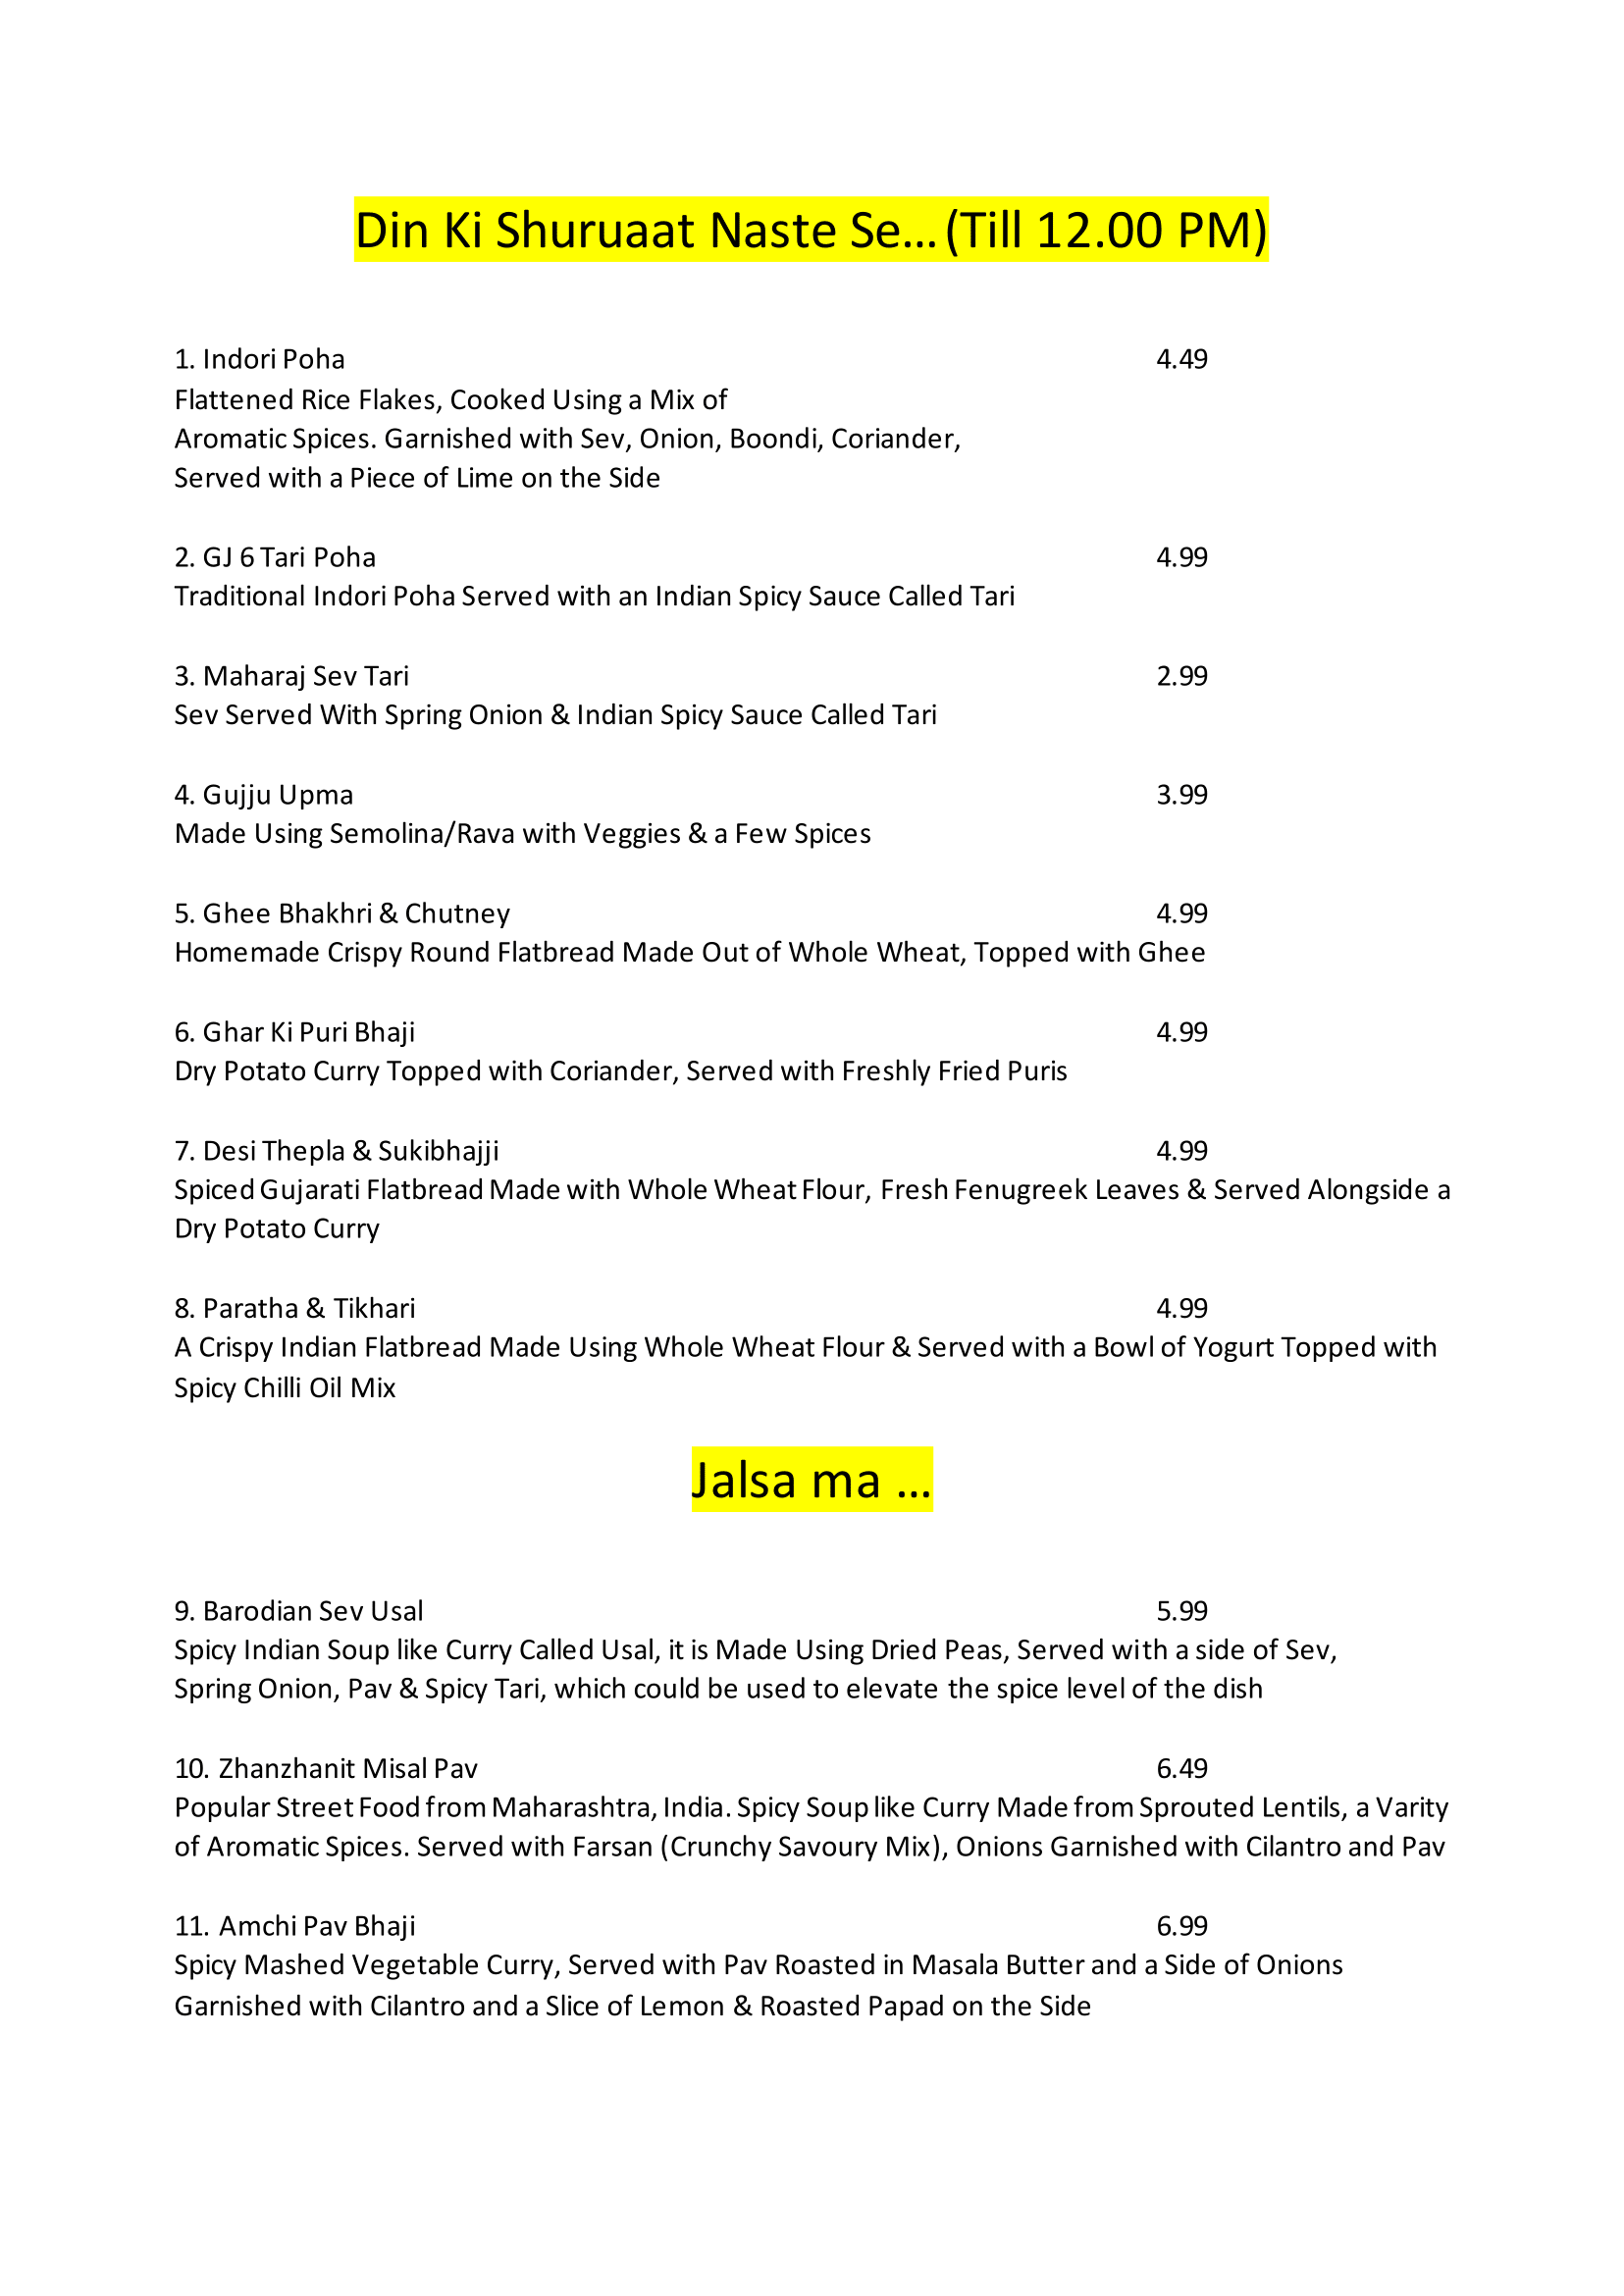 Din Ki Shuruaat Naste Se... (Till 12.00 PM)
1. Indori Poha 4.49
Flattened Rice Flakes, Cooked Using a Mix of
Aromatic Spices. Garnished with Sev, Onion, Boondi, Coriander,
Served with a Piece of Lime on the Side
2. GJ 6 Tari Poha 4.99
Traditional Indori Poha Served with an Indian Spicy Sauce Called Tari
3. Maharaj Sev Tari 2.99
Sev Served With Spring Onion & Indian Spicy Sauce Called Tari
4. Gujju Upma 3.99
Made Using Semolina/Rava with Veggies & a Few Spices
5. Ghee Bhakhri & Chutney 4.99
Homemade Crispy Round Flatbread Made Out of Whole Wheat, Topped with Ghee
6. Ghar Ki Puri Bhaji 4.99
Dry Potato Curry Topped with Coriander, Served with Freshly Fried Puris
7. Desi Thepla & Sukibhajji 4.99
Spiced Gujarati Flatbread Made with Whole Wheat Flour, Fresh Fenugreek Leaves & Served Alongside a
Dry Potato Curry
8. Paratha & Tikhari 4.99
A Crispy Indian Flatbread Made Using Whole Wheat Flour & Served with a Bowl of Yogurt Topped with
Spicy Chilli Oil Mix
Jalsa ma ...
9. Barodian Sev Usal 5.99
Spicy Indian Soup like Curry Called Usal, it is Made Using Dried Peas, Served with a side of Sev,
Spring Onion, Pav & Spicy Tari, which could be used to elevate the spice level of the dish
10. Zhanzhanit Misal Pav 6.49
Popular Street Food from Maharashtra, India. Spicy Soup like Curry Made from Sprouted Lentils, a Varity
of Aromatic Spices. Served with Farsan (Crunchy Savoury Mix), Onions Garnished with Cilantro and Pav
11. Amchi Pav Bhaji 6.99
Spicy Mashed Vegetable Curry, Served with Pav Roasted in Masala Butter and a Side of Onions
Garnished with Cilantro and a Slice of Lemon & Roasted Papad on the Side